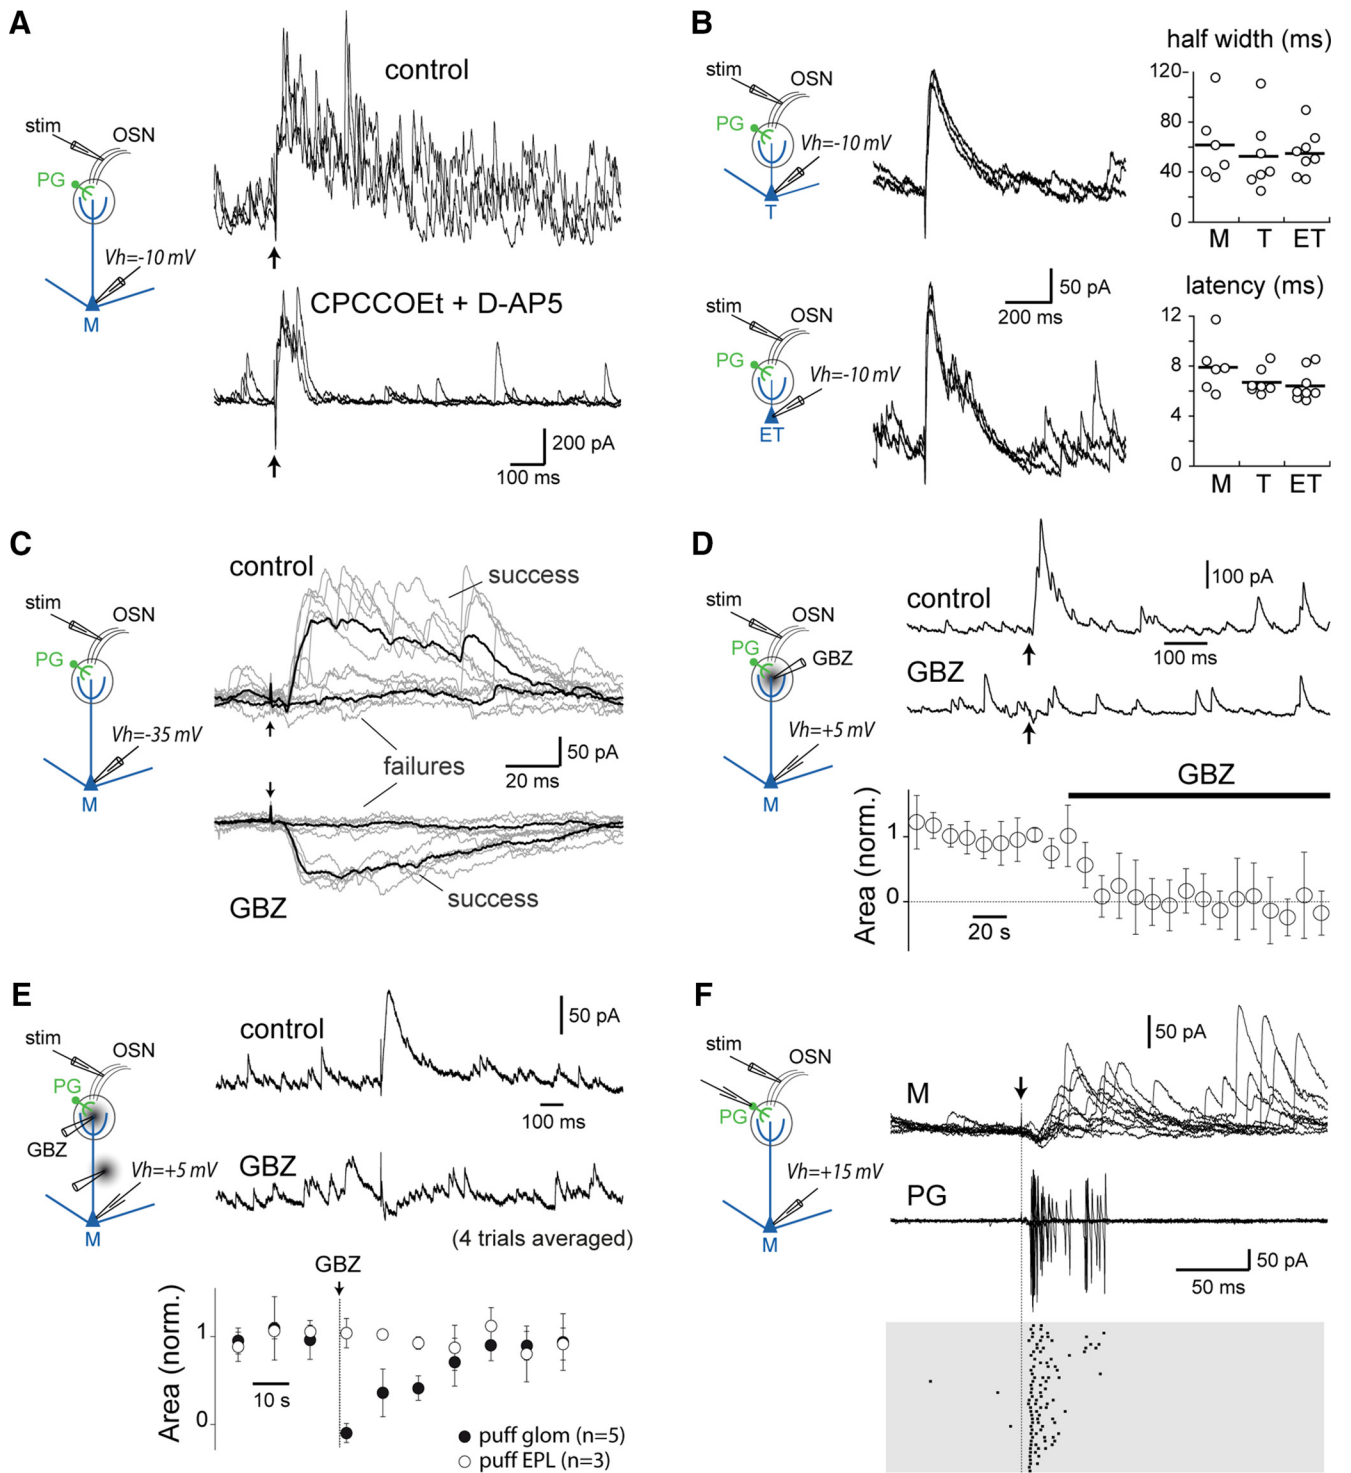 A
control
stim
OSN
PG
Vh=-10 mV
M
CPCCOEt + D-AP5
200 pA
100 ms
B
stim
OSN
PG
Vh=-10 mV
T
50 pA
200 ms
stim
OSN
PG
Vh=-10 mV
ET
half width (ms)
120
80
40
0
M T ET
latency (ms)
12
8
4
0
M T ET
C
control
success
stim
OSN
PG
Vh=-35 mV
M
failures
50 pA
20 ms
success
GBZ
D
100 pA
control
stim
OSN
PG
GBZ
Vh=+5 mV
M
100 ms
GBZ
GBZ
Area (norm.)
1
0
20 s
E
control
50 pA
stim
OSN
PG
GBZ
Vh=+5 mV
M
100 ms
GBZ
(4 trials averaged)
GBZ
Area (norm.)
1
0
10 s
puff glom (n=5)
puff EPL (n=3)
F
50 pA
stim
OSN
PG
Vh=+15 mV
M
M
PG
50 pA
50 ms